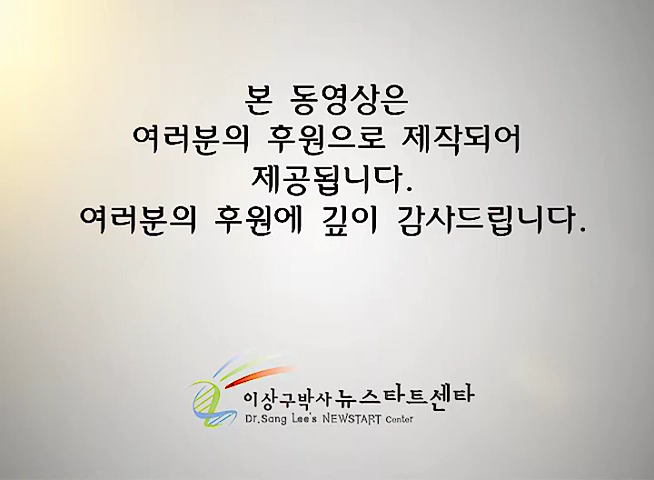 본 동영상은
여러분의 후원으로 제작되어
제공됩니다.
여러분의 후원에 깊이 감사드립니다.
이상구박사 뉴스타트센타
Dr.Sang Lee's NEWSTART Center